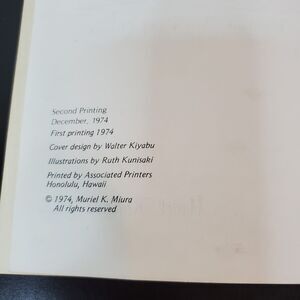 Second Printing
December, 1974
First printing 1974
Cover design by Walter Kiyabu
Illustrations by Ruth Kunisaki
Printed by Associated Printers
Honolulu, Hawaii
© 1974, Muriel K. Miura
All rights reserved